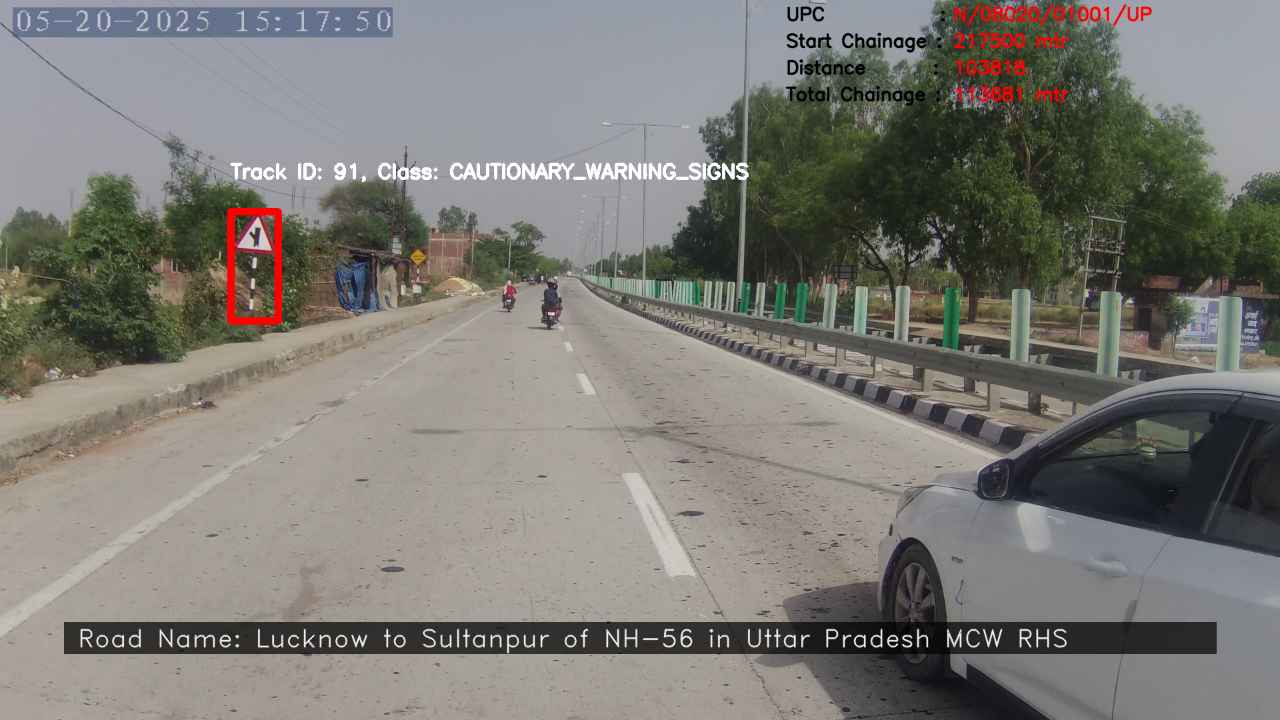 05-20-2025 15:17:50
UPC : N/08020/01001/UP
Start Chainage : 217500 mtr
Distance : 103818
Total Chainage : 113681 mtr
Track ID: 91, Class: CAUTIONARY_WARNING_SIGNS
Road Name: Lucknow to Sultanpur of NH-56 in Uttar Pradesh MCW RHS